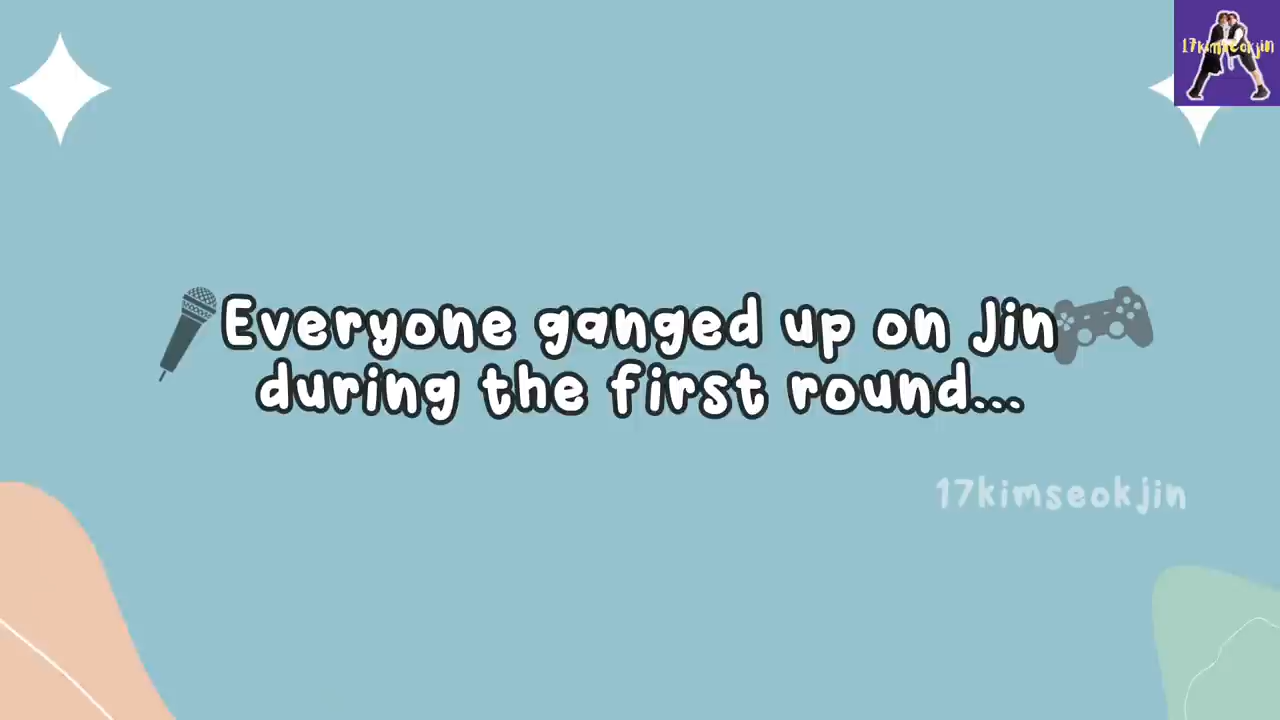 17kimseokjin
Everyone ganged up on Jin
during the first round...
17kimseokjin